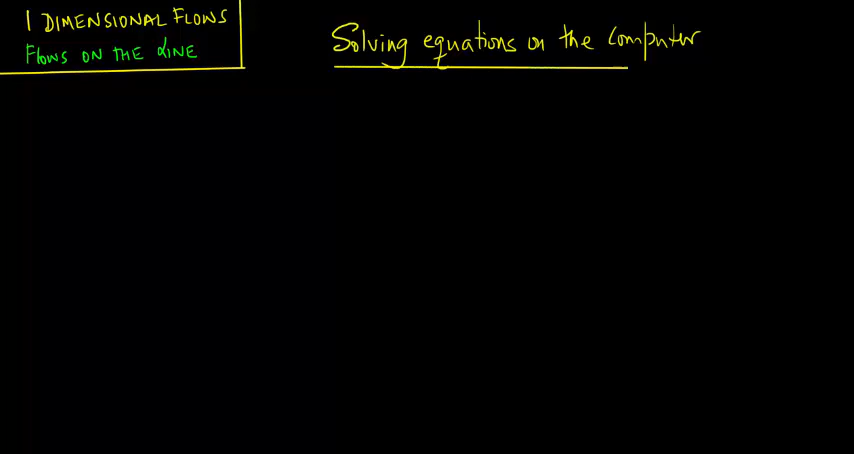 1 DIMENSIONAL FLOWS
FLOWS ON THE LINE
Solving equations on the computer